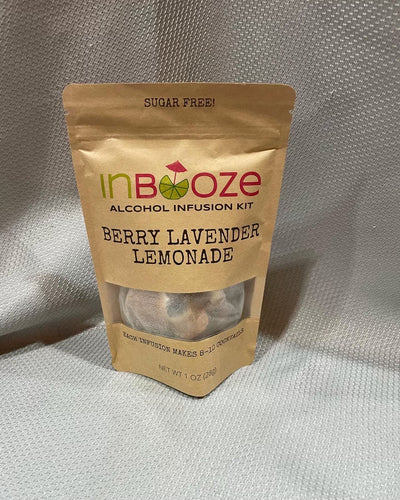 SUGAR FREE!
INBOOZE
ALCOHOL INFUSION KIT
BERRY LAVENDER
LEMONADE
EACH INFUSION MAKES 8-10 COCKTAILS
NET WT 1 OZ (28g)